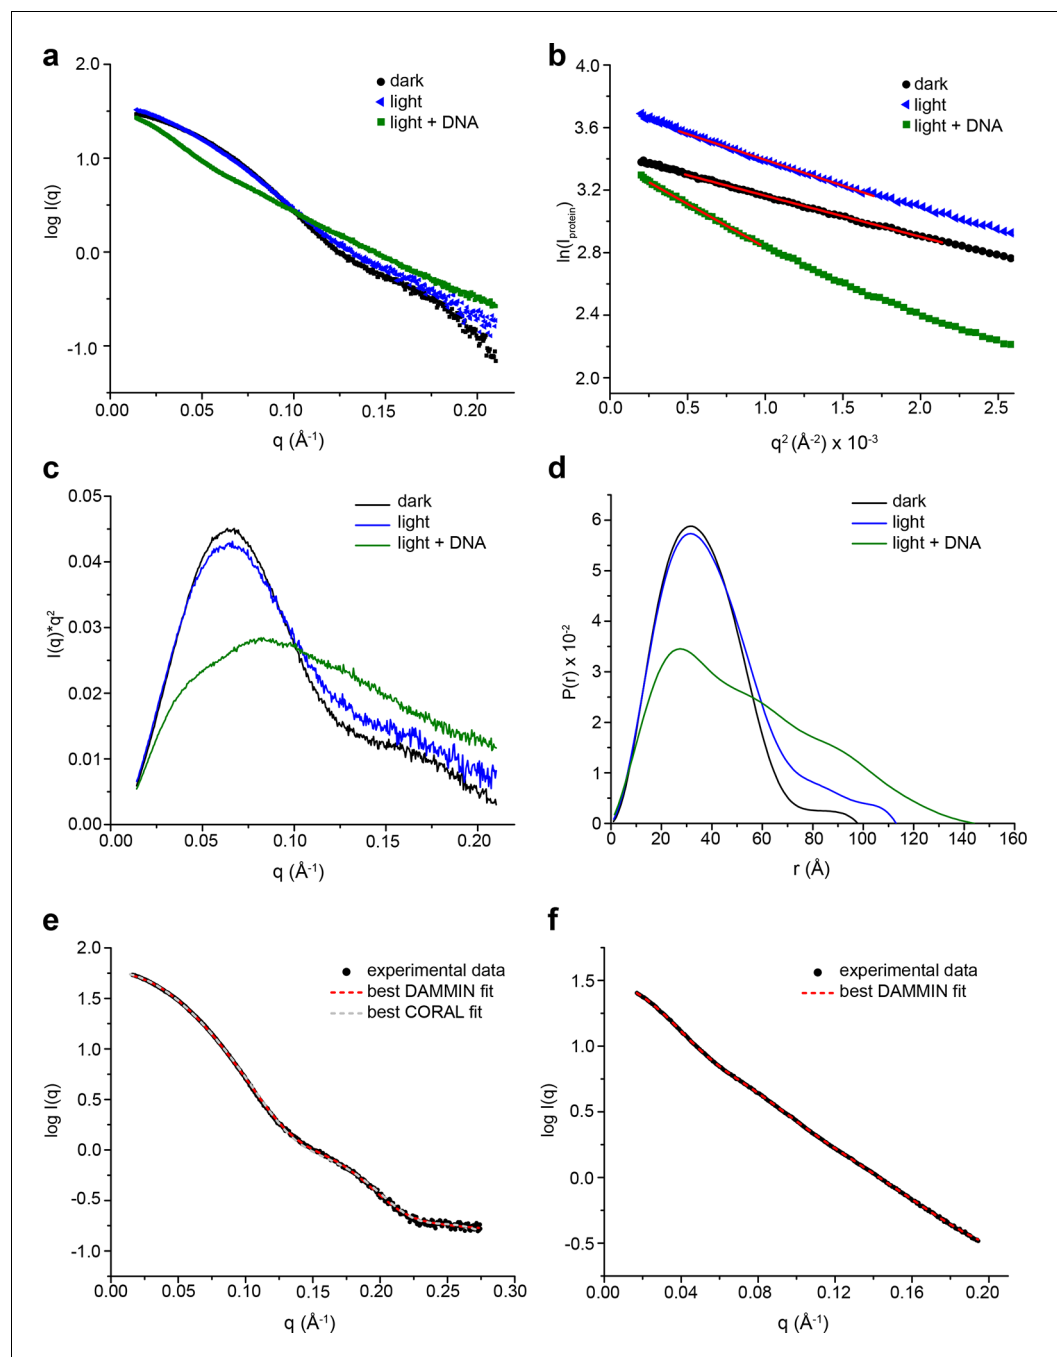 a
2.0
1.0
0.0
-1.0
0.00
0.05
0.10
0.15
0.20
log I(q)
q (Å-1)
dark
light
light + DNA
b
4.0
3.6
3.2
2.8
2.4
2.0
0.0
0.5
1.0
1.5
2.0
2.5
ln(Iprotein)
q2 (Å-2) x 10-3
dark
light
light + DNA
c
0.05
0.04
0.03
0.02
0.01
0.00
0.00
0.05
0.10
0.15
0.20
I(q)*q2
q (Å-1)
dark
light
light + DNA
d
6
5
4
3
2
1
0
0
20
40
60
80
100
120
140
160
P(r) x 10-2
r (Å)
dark
light
light + DNA
e
2.0
1.5
1.0
0.5
0.0
-0.5
-1.0
0.00
0.05
0.10
0.15
0.20
0.25
0.30
log I(q)
q (Å-1)
experimental data
best DAMMIN fit
best CORAL fit
f
1.5
1.0
0.5
0.0
-0.5
0.00
0.04
0.08
0.12
0.16
0.20
log I(q)
q (Å-1)
experimental data
best DAMMIN fit